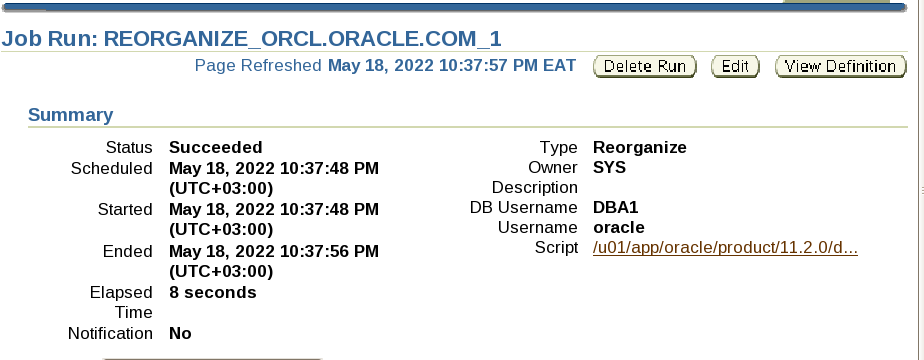 Job Run: REORGANIZE_ORCL.ORACLE.COM_1
Page Refreshed May 18, 2022 10:37:57 PM EAT Delete Run Edit View Definition
Summary
Status Succeeded
Scheduled May 18, 2022 10:37:48 PM
(UTC+03:00)
Started May 18, 2022 10:37:48 PM
(UTC+03:00)
Ended May 18, 2022 10:37:56 PM
(UTC+03:00)
Elapsed 8 seconds
Time
Notification No
Type Reorganize
Owner SYS
Description
DB Username DBA1
Username oracle
Script /u01/app/oracle/product/11.2.0/d...